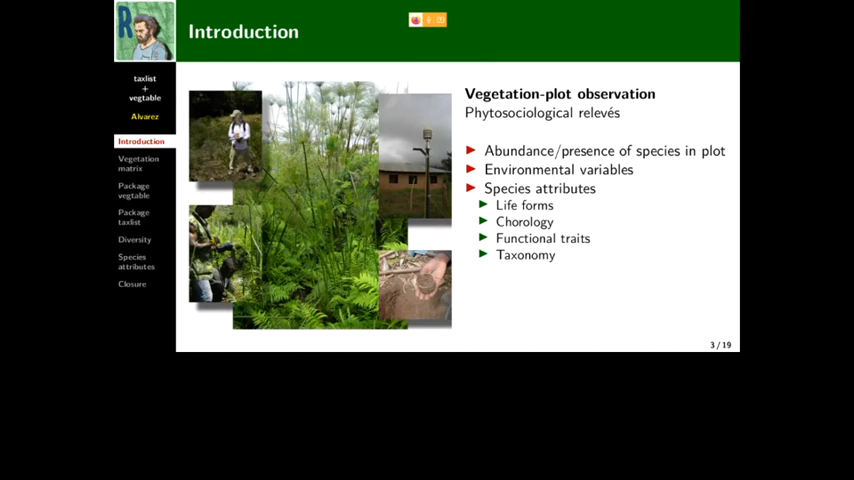 R
Introduction
taxlist
+
vegtable
Alvarez
Introduction
Vegetation
matrix
Package
vegtable
Package
taxlist
Diversity
Species
attributes
Closure
Vegetation-plot observation
Phytosociological relevés
Abundance/presence of species in plot
Environmental variables
Species attributes
Life forms
Chorology
Functional traits
Taxonomy
3 / 19